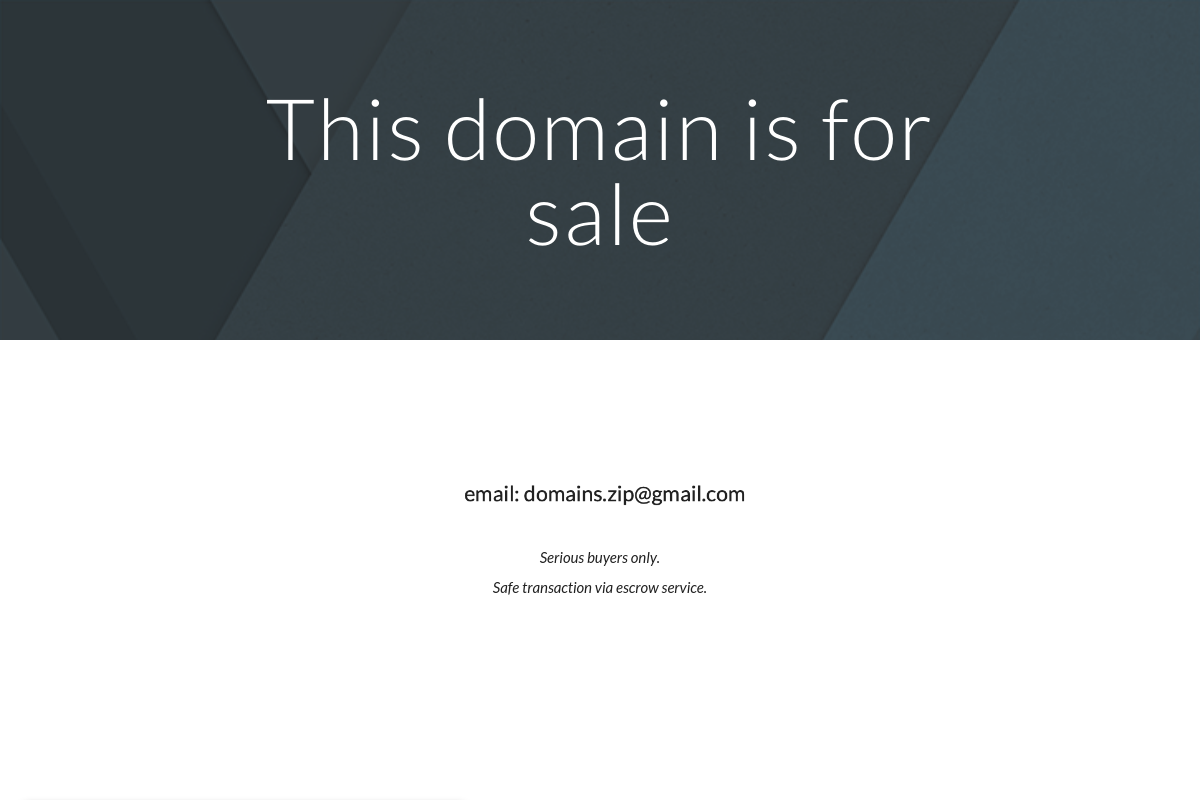 This domain is for
sale
email: domains.zip@gmail.com
Serious buyers only.
Safe transaction via escrow service.